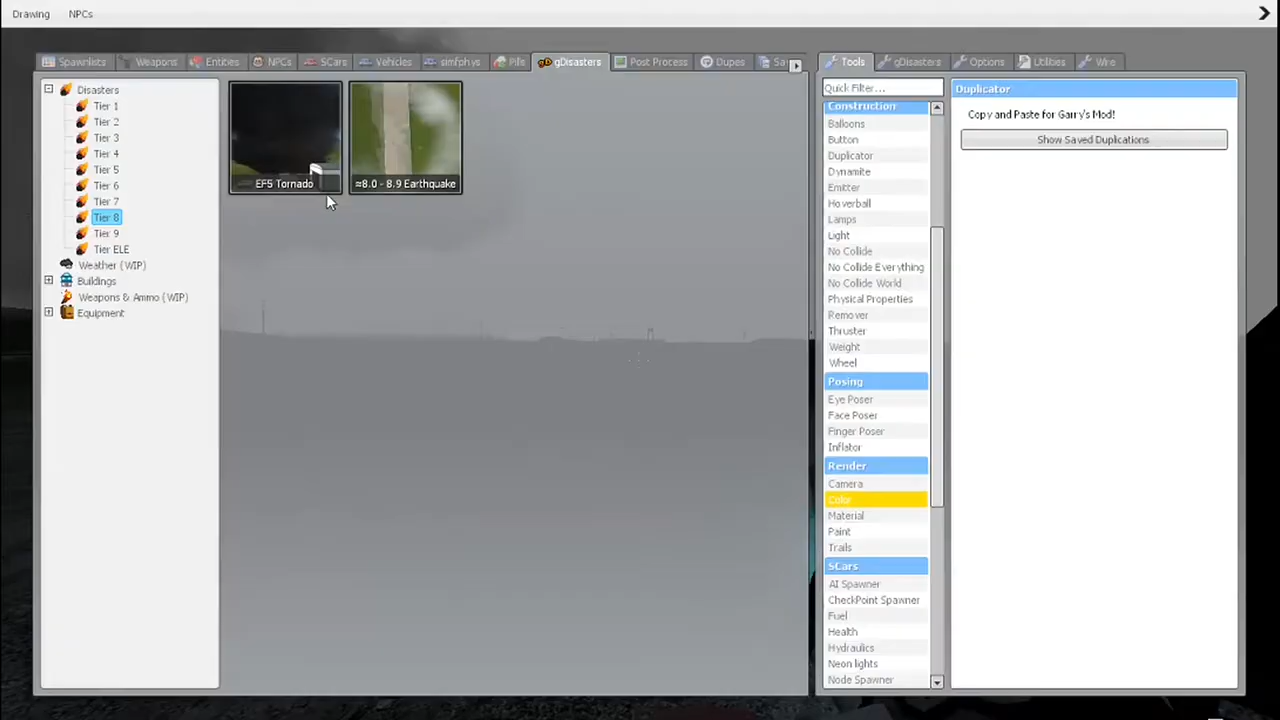 Drawing NPCs
Spawnlists Weapons Entities NPCs SCars Vehicles simfphys Pills gDisasters Post Process Dupes Sa
Tools gDisasters Options Utilities Wire
Disasters
Tier 1
Tier 2
Tier 3
Tier 4
Tier 5
Tier 6
Tier 7
Tier 8
Tier 9
Tier ELE
Weather (WIP)
Buildings
Weapons & Ammo (WIP)
Equipment
EF5 Tornado
≈8.0 - 8.9 Earthquake
Quick Filter...
Construction
Balloons
Button
Duplicator
Dynamite
Emitter
Hoverball
Lamps
Light
No Collide
No Collide Everything
No Collide World
Physical Properties
Remover
Thruster
Weight
Wheel
Posing
Eye Poser
Face Poser
Finger Poser
Inflator
Render
Camera
Color
Material
Paint
Trails
SCars
AI Spawner
CheckPoint Spawner
Fuel
Health
Hydraulics
Neon lights
Node Spawner
Duplicator
Copy and Paste for Garry's Mod!
Show Saved Duplications